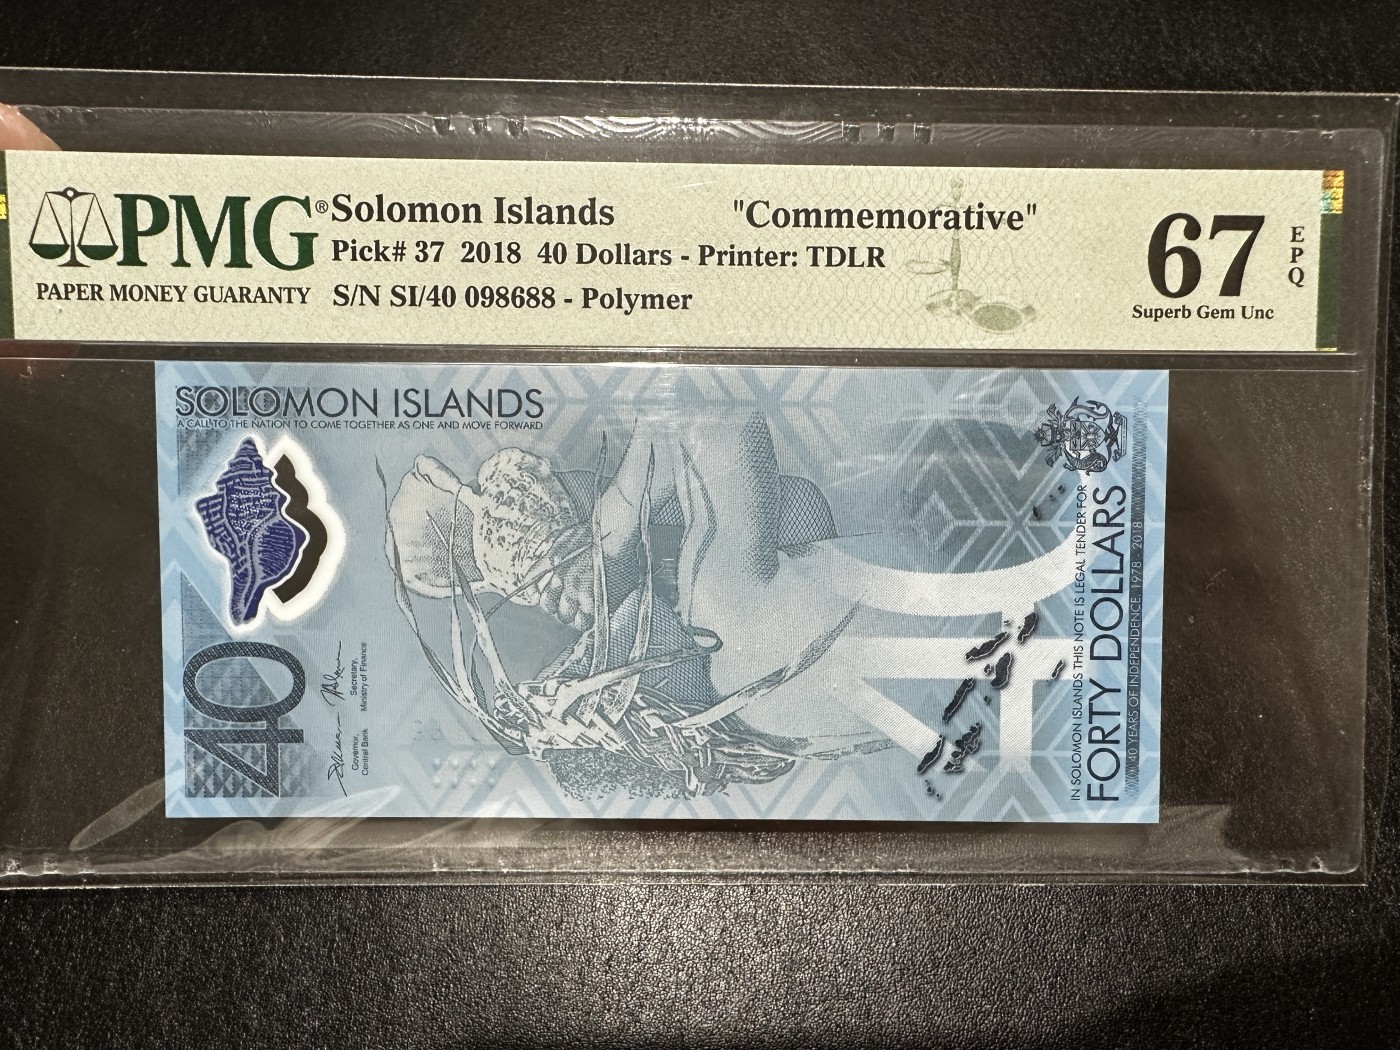 PMG®
PAPER MONEY GUARANTY
Solomon Islands "Commemorative"
Pick# 37 2018 40 Dollars - Printer: TDLR
S/N SI/40 098688 - Polymer
67
EPQ
Superb Gem Unc
SOLOMON ISLANDS
A CALL TO THE NATION TO COME TOGETHER AS ONE AND MOVE FORWARD
40
Governor,
Central Bank
Secretary,
Ministry of Finance
40
IN SOLOMON ISLANDS THIS NOTE IS LEGAL TENDER FOR
FORTY DOLLARS
40 YEARS OF INDEPENDENCE, 1978 - 2018